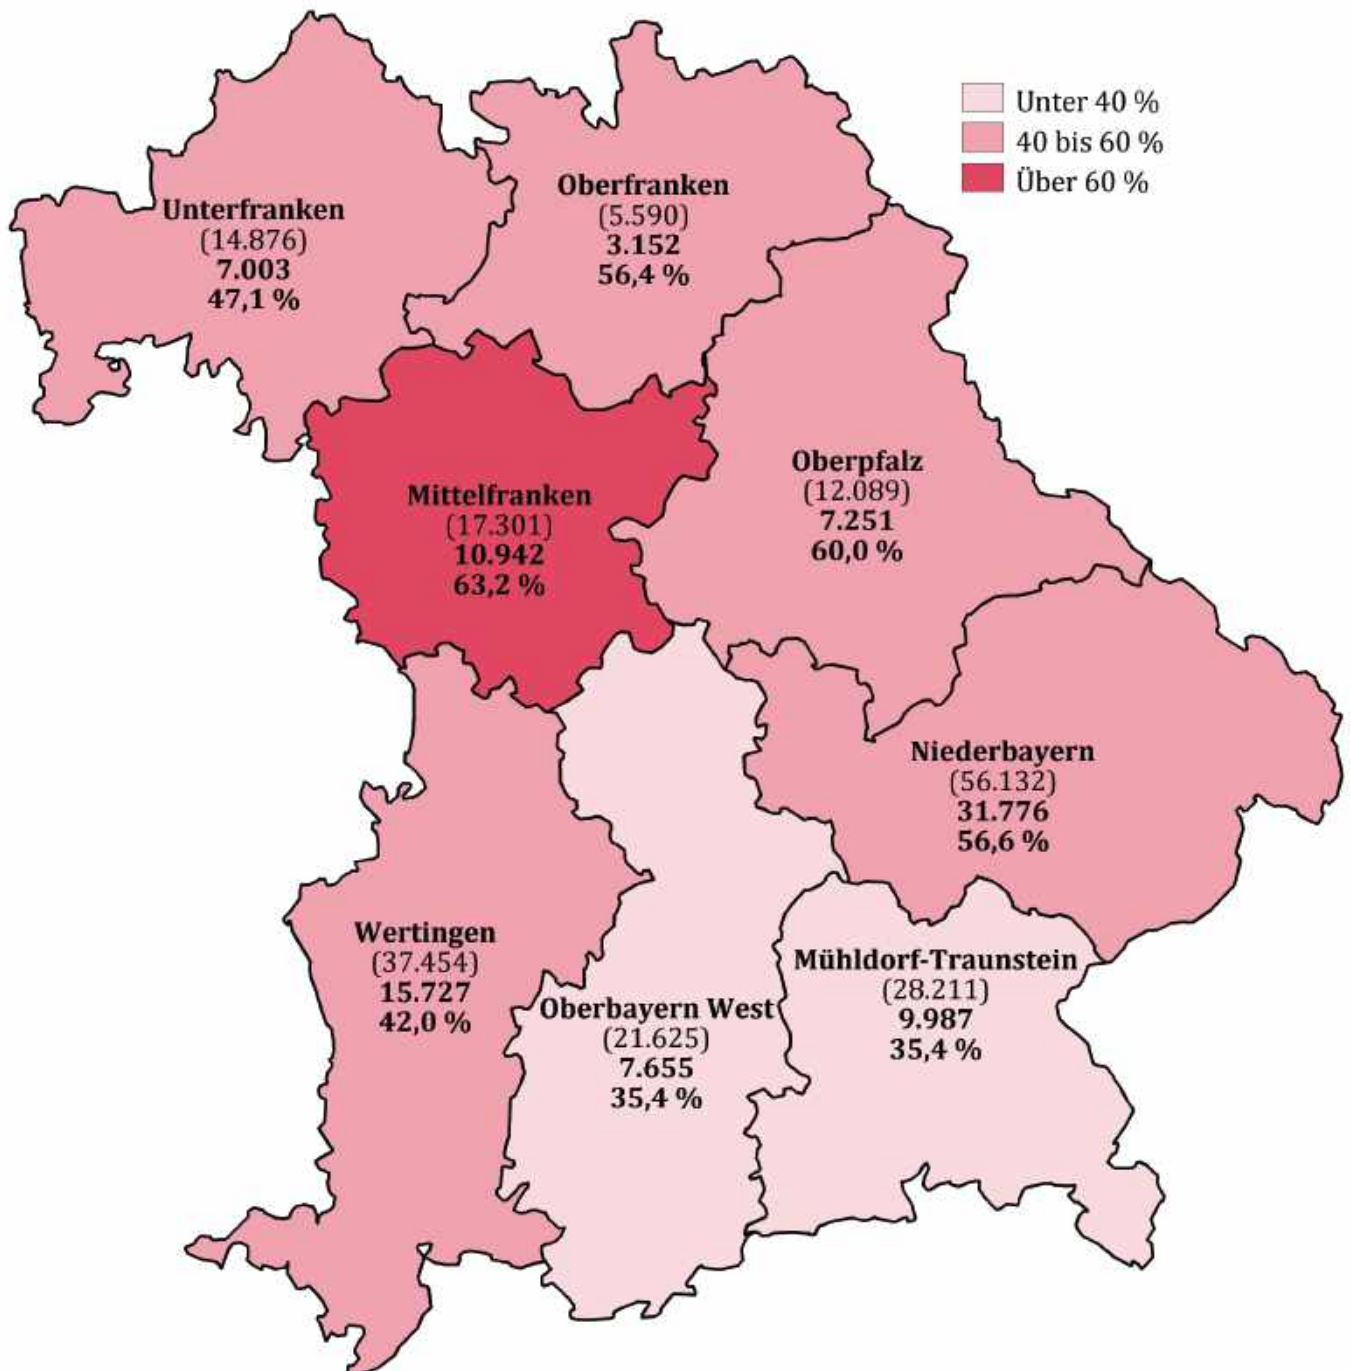 Unter 40 %
40 bis 60 %
Über 60 %
Oberfranken
(5.590)
3.152
56,4 %
Unterfranken
(14.876)
7.003
47,1 %
Oberpfalz
(12.089)
7.251
60,0 %
Mittelfranken
(17.301)
10.942
63,2 %
Niederbayern
(56.132)
31.776
56,6 %
Wertingen
(37.454)
15.727
42,0 %
Mühldorf-Traunstein
(28.211)
9.987
35,4 %
Oberbayern West
(21.625)
7.655
35,4 %